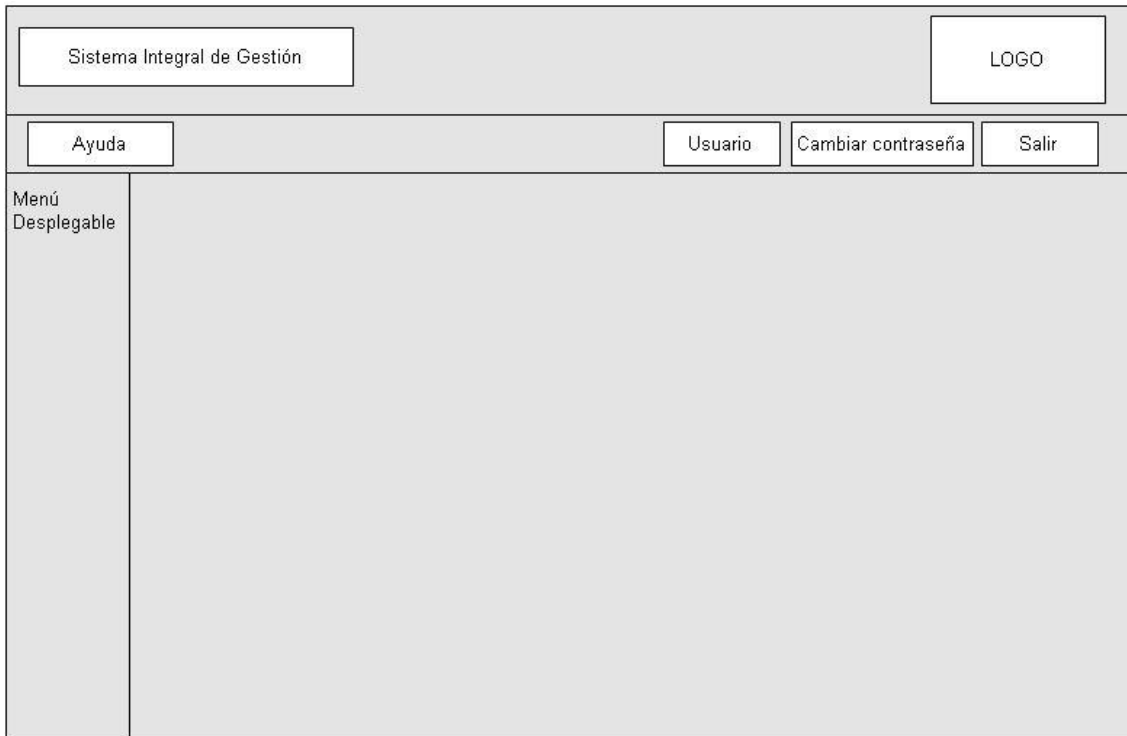 Sistema Integral de Gestión
LOGO
Ayuda
Usuario
Cambiar contraseña
Salir
Menú
Desplegable